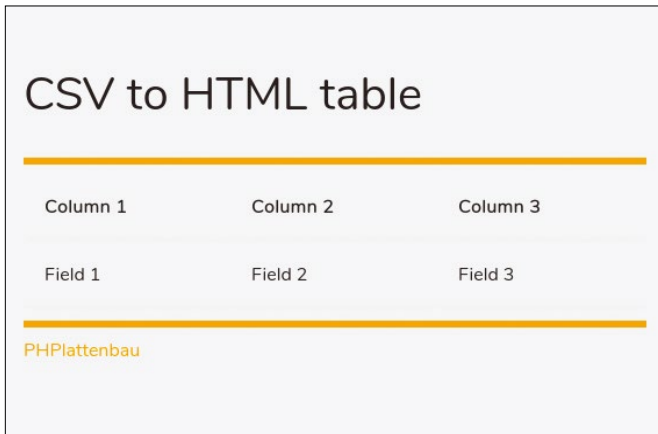 CSV to HTML table
Column 1 Column 2 Column 3
Field 1 Field 2 Field 3
PHPlattenbau